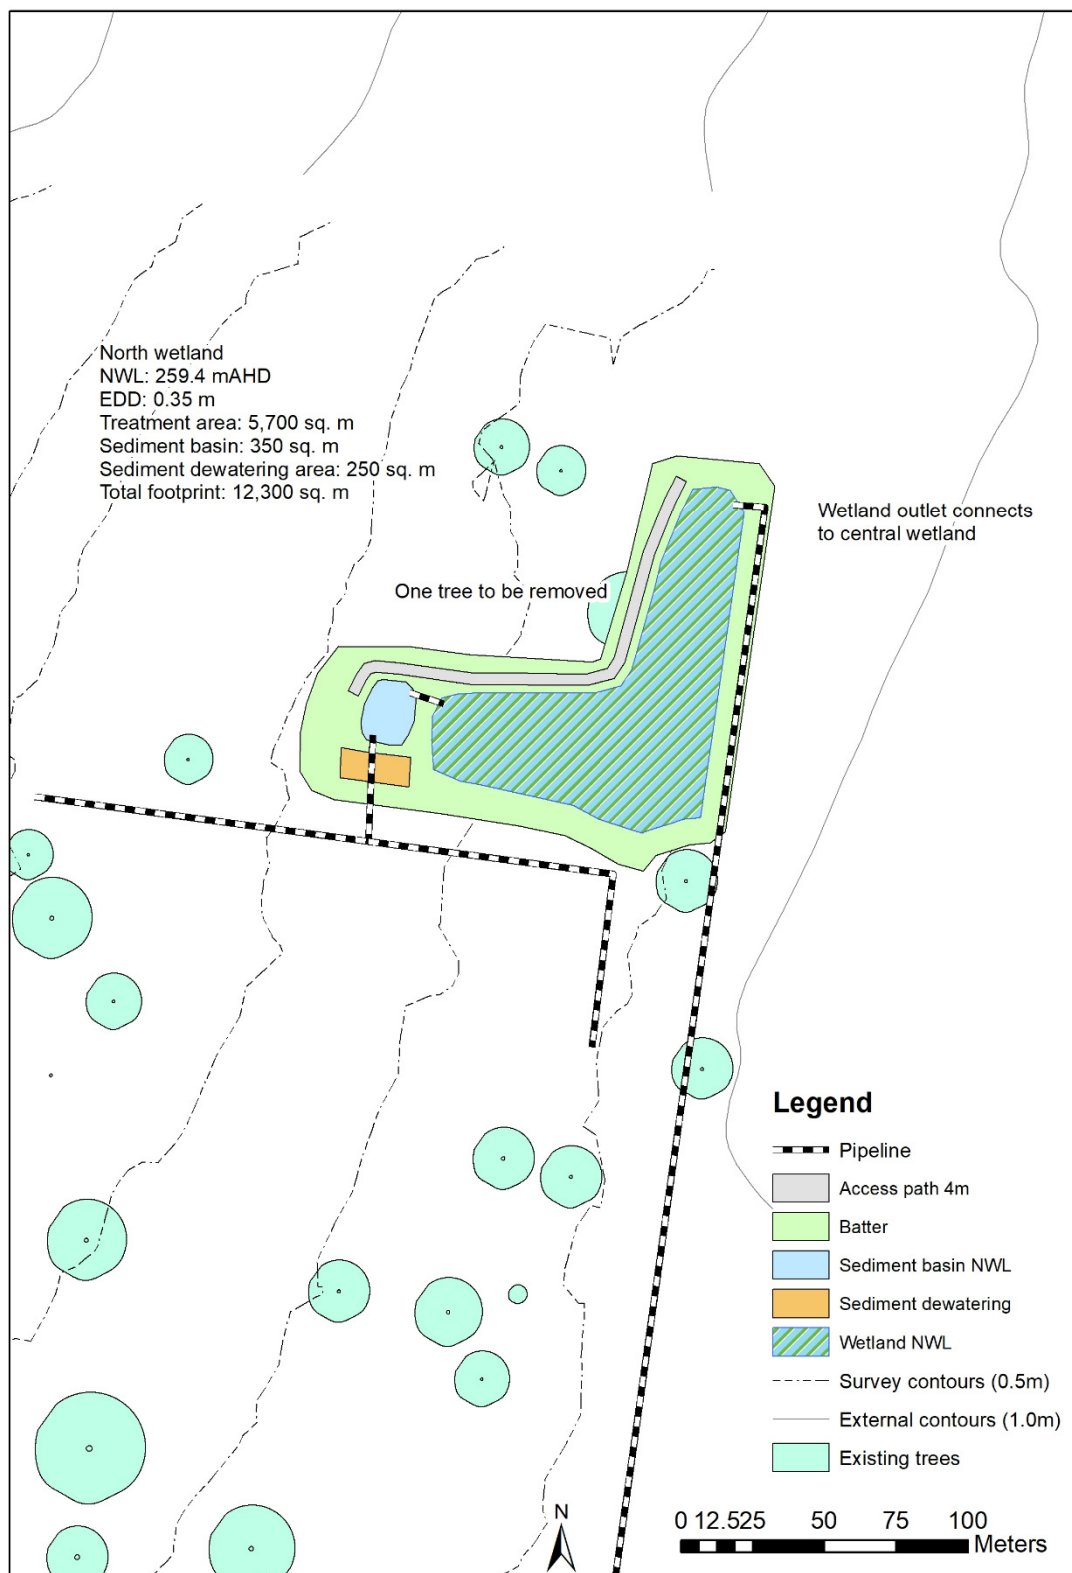 North wetland
NWL: 259.4 mAHD
EDD: 0.35 m
Treatment area: 5,700 sq. m
Sediment basin: 350 sq. m
Sediment dewatering area: 250 sq. m
Total footprint: 12,300 sq. m
Wetland outlet connects
to central wetland
One tree to be removed
Legend
Pipeline
Access path 4m
Batter
Sediment basin NWL
Sediment dewatering
Wetland NWL
Survey contours (0.5m)
External contours (1.0m)
Existing trees
N
0 12.525 50 75 100
Meters